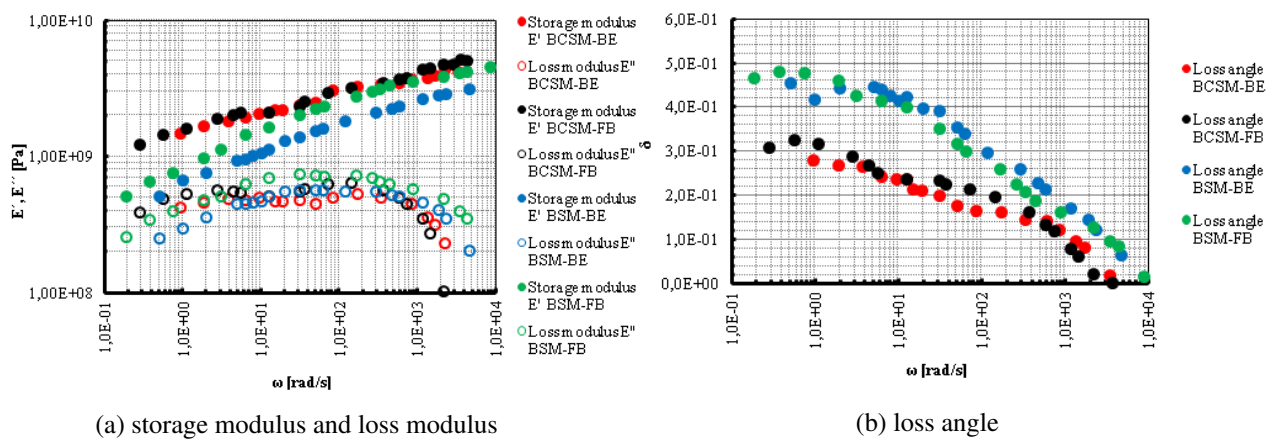 1,00E+10
1,00E+09
1,00E+08
E´, E´´ [Pa]
1,0E-01
1,0E+00
1,0E+01
1,0E+02
1,0E+03
1,0E+04
ω [rad/s]
Storage modulus
E' BCSM-BE
Loss modulus E"
BCSM-BE
Storage modulus
E' BCSM-FB
Loss modulus E"
BCSM-FB
Storage modulus
E' BSM-BE
Loss modulus E"
BSM-BE
Storage modulus
E' BSM-FB
Loss modulus E"
BSM-FB
(a) storage modulus and loss modulus
6,0E-01
5,0E-01
4,0E-01
3,0E-01
2,0E-01
1,0E-01
0,0E+00
δ
1,0E-01
1,0E+00
1,0E+01
1,0E+02
1,0E+03
1,0E+04
ω [rad/s]
Loss angle
BCSM-BE
Loss angle
BCSM-FB
Loss angle
BSM-BE
Loss angle
BSM-FB
(b) loss angle